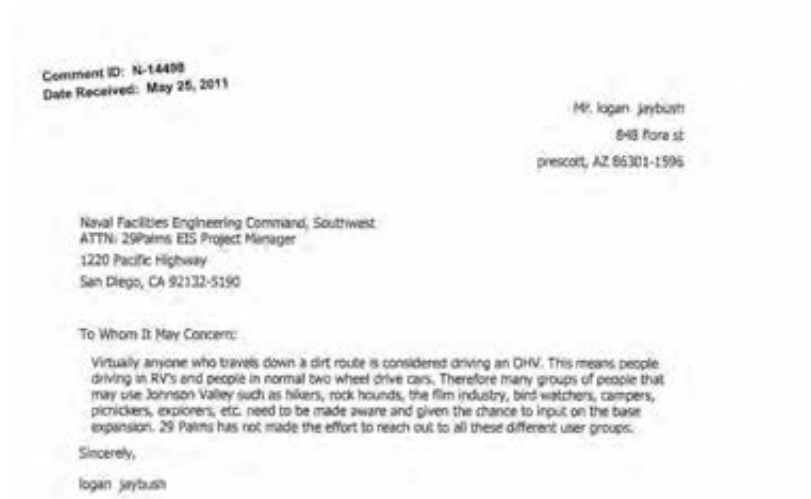 Comment ID: N-14498
Date Received: May 25, 2011
Mr. logan jaybush
848 flora st
prescott, AZ 86301-1596
Naval Facilities Engineering Command, Southwest
ATTN: 29Palms EIS Project Manager
1220 Pacific Highway
San Diego, CA 92132-5190
To Whom It May Concern:
Virtually anyone who travels down a dirt route is considered driving an OHV. This means people
driving in RV's and people in normal two wheel drive cars. Therefore many groups of people that
may use Johnson Valley such as hikers, rock hounds, the film industry, bird watchers, campers,
picnickers, explorers, etc. need to be made aware and given the chance to input on the base
expansion. 29 Palms has not made the effort to reach out to all these different user groups.
Sincerely,
logan jaybush